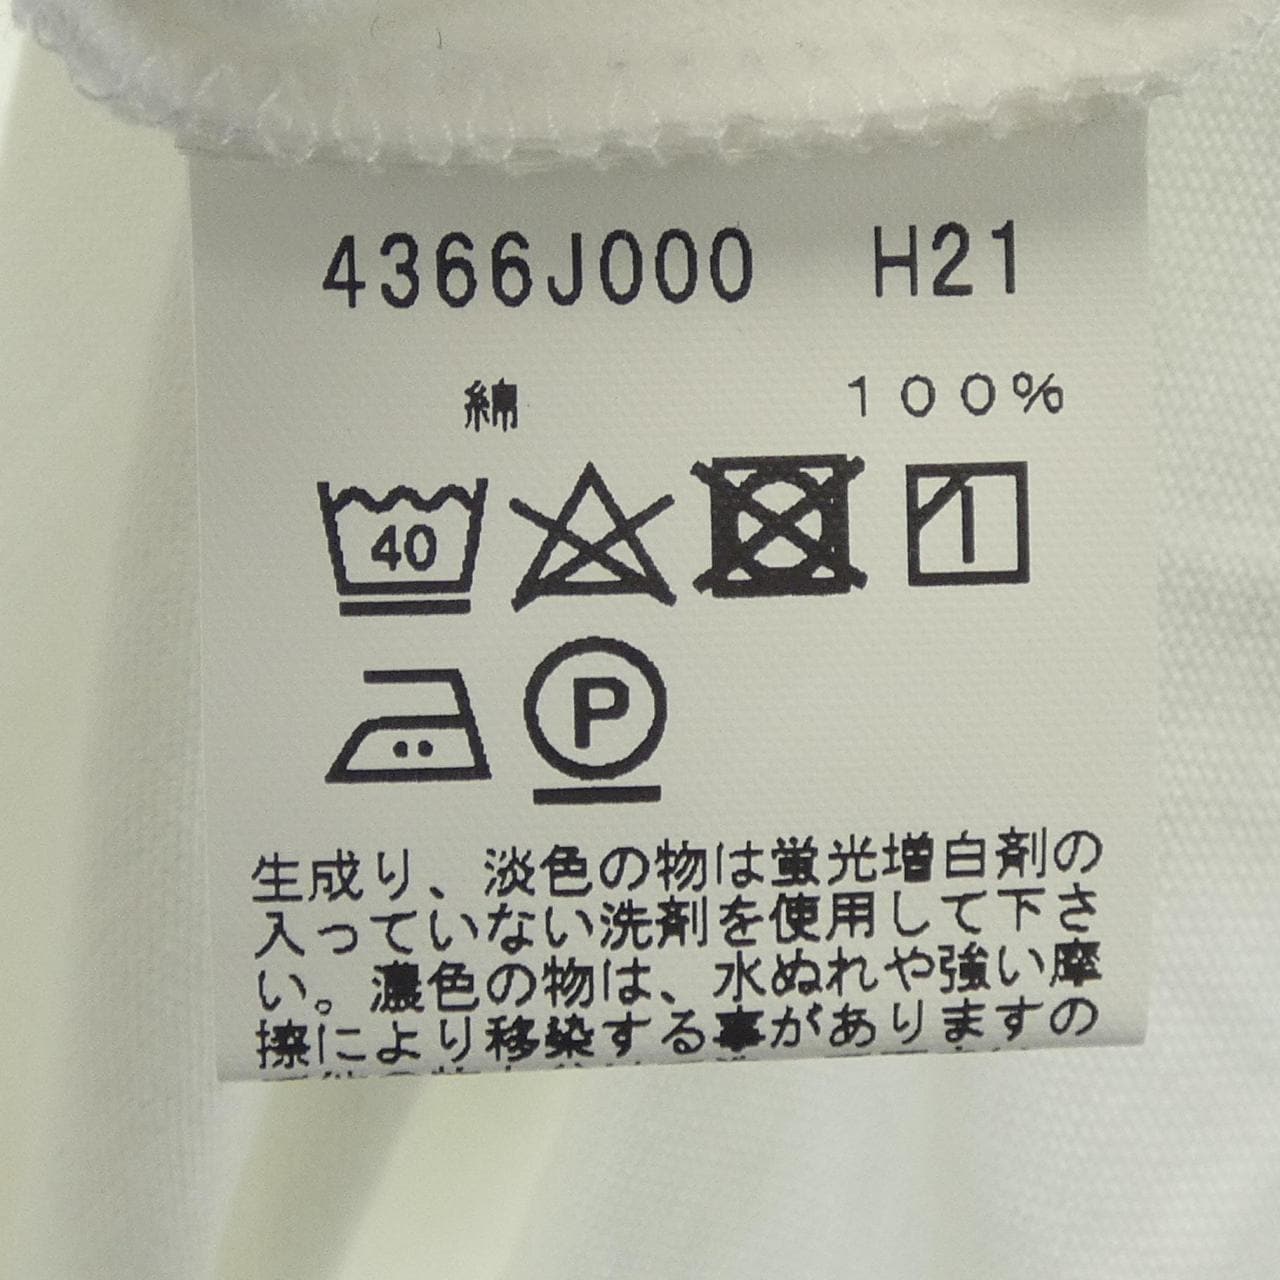 4366J000 H21
綿 100%
40
P
生成り、淡色の物は蛍光増白剤の
入っていない洗剤を使用して下さ
い。濃色の物は、水ぬれや強い摩
擦により移染する事がありますの